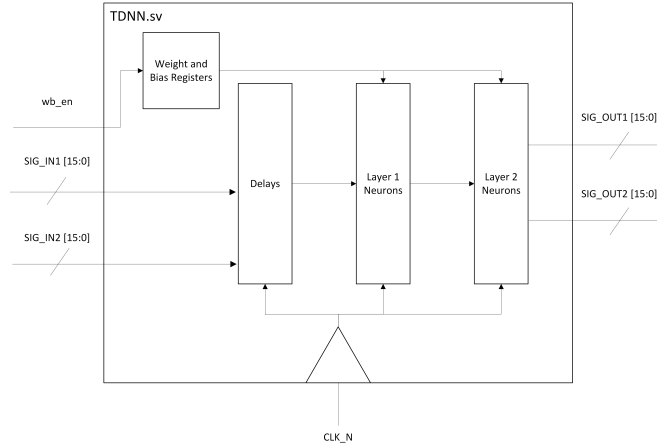 TDNN.sv
Weight and
Bias Registers
wb_en
SIG_IN1 [15:0]
SIG_IN2 [15:0]
Delays
Layer 1
Neurons
Layer 2
Neurons
SIG_OUT1 [15:0]
SIG_OUT2 [15:0]
CLK_N